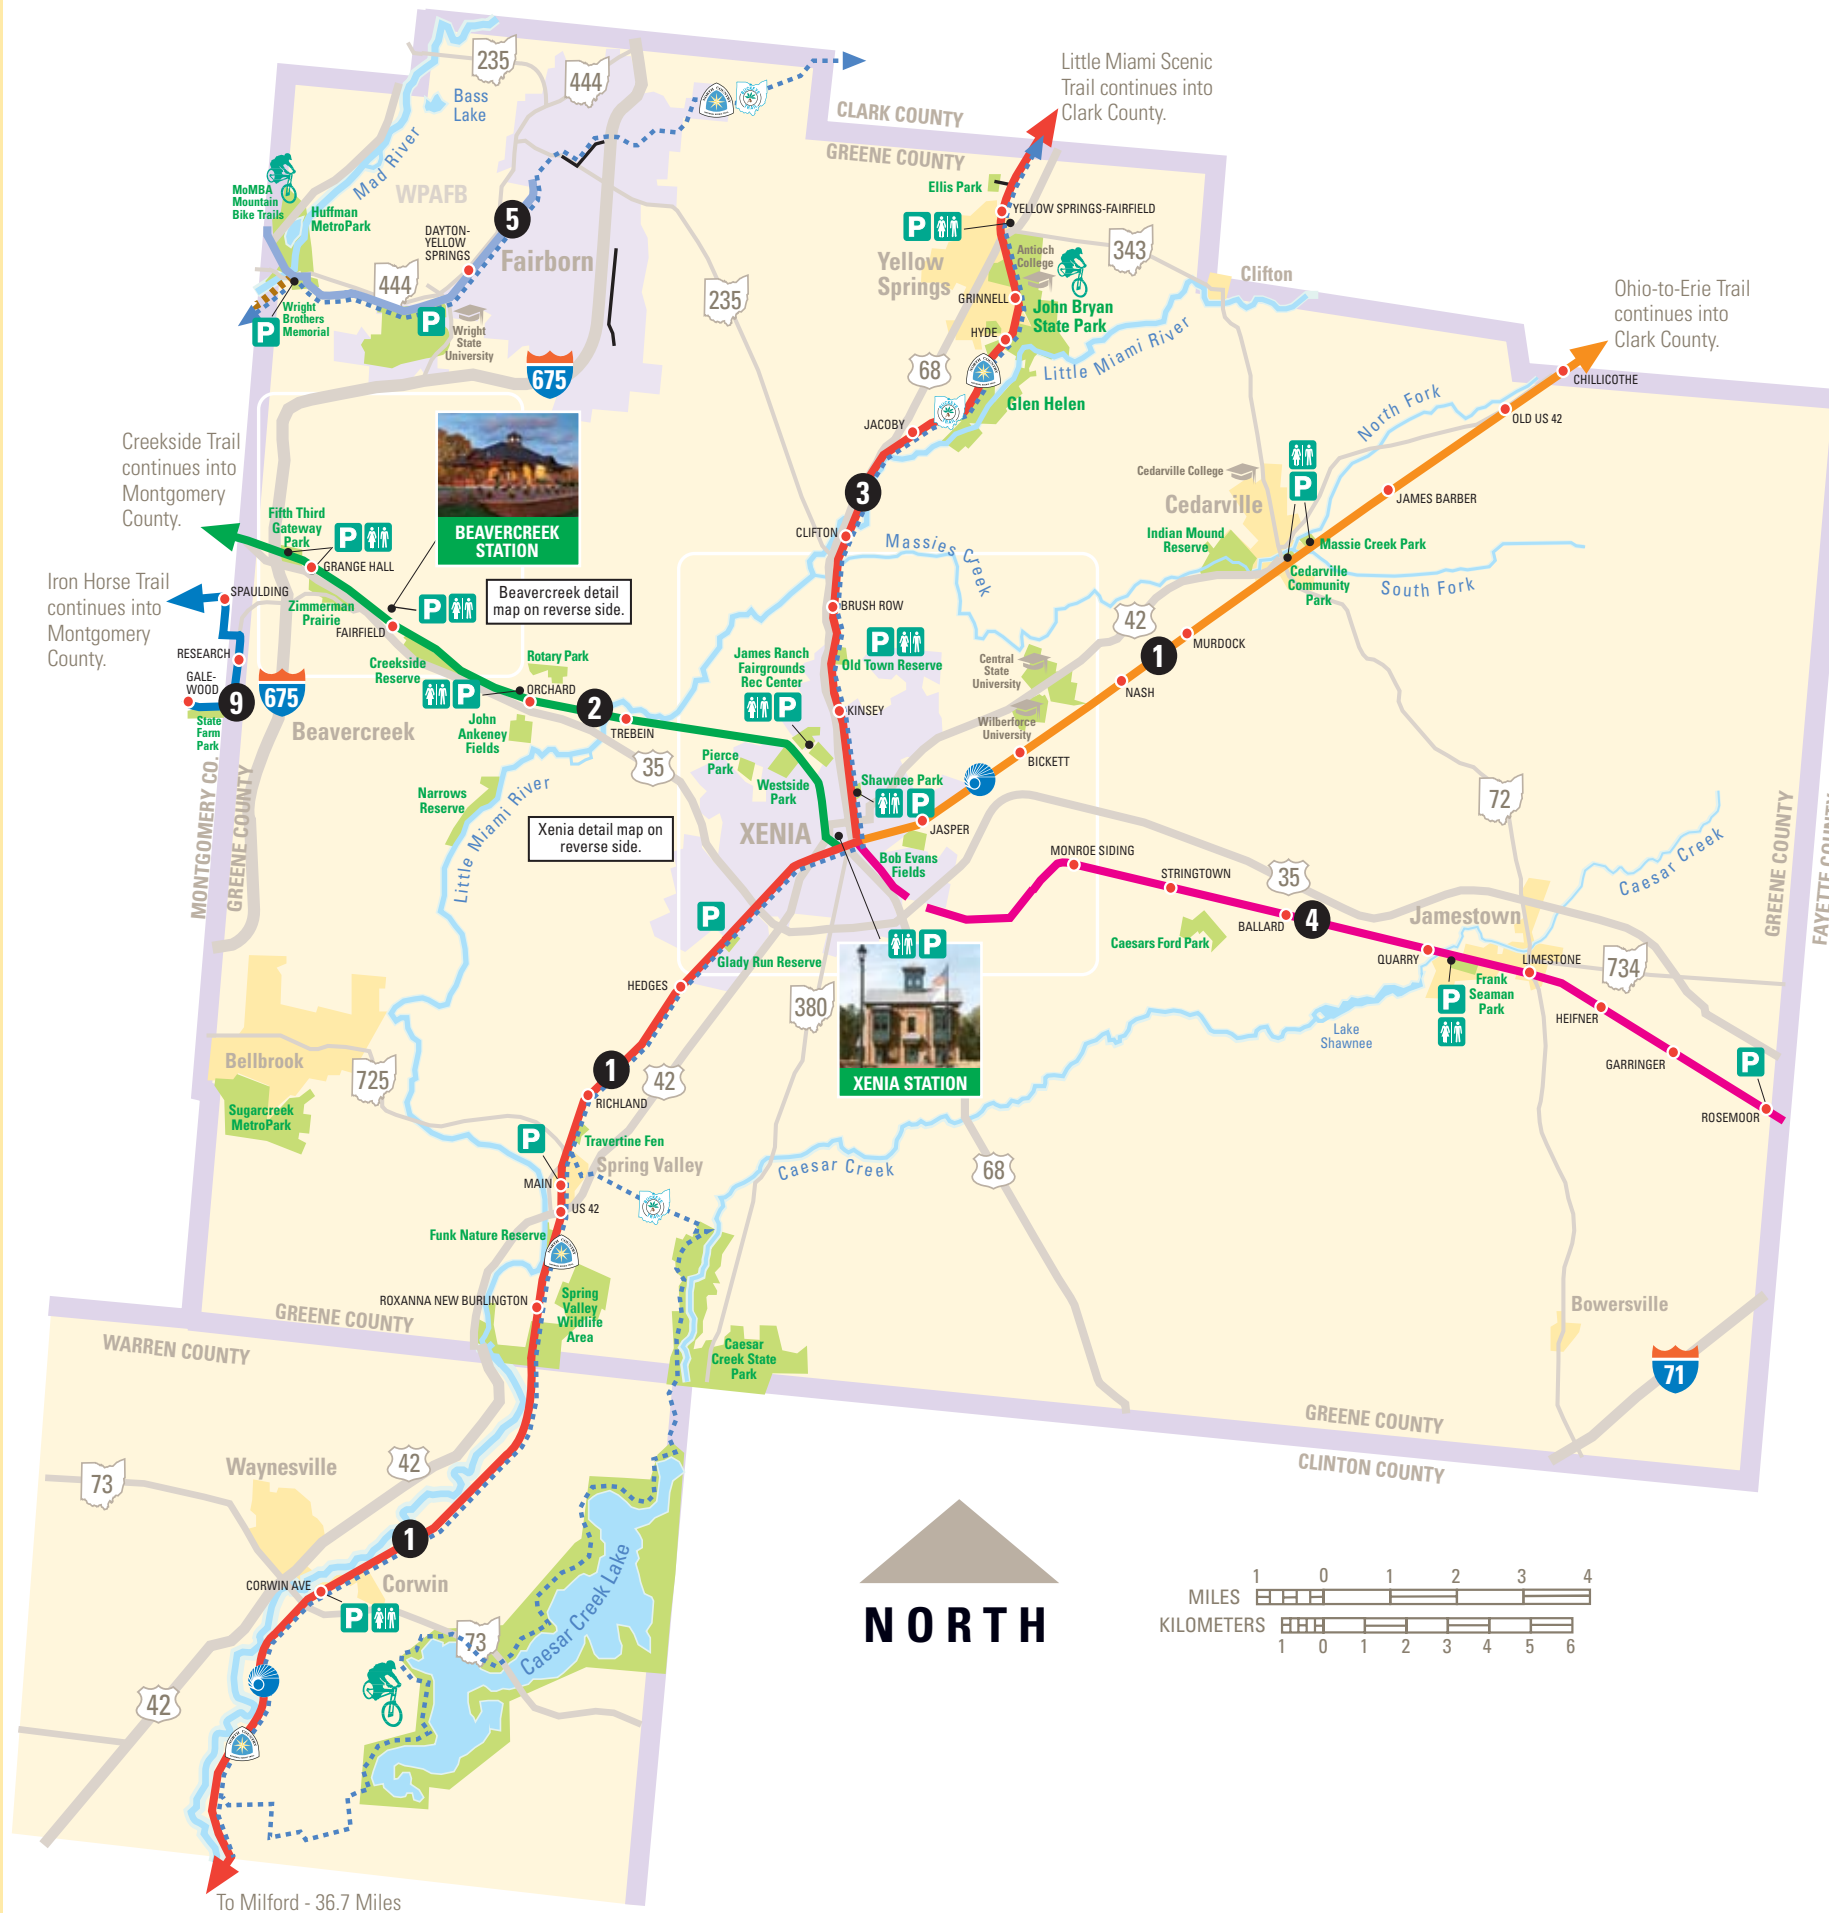 235
444
Bass
Lake
Mad River
WPAFB
MoMBA
Mountain
Bike Trails
Huffman
MetroPark
DAYTON-
YELLOW
SPRINGS
5
Fairborn
444
Wright
Brothers
Memorial
P
P
Wright
State
University
675
235
CLARK COUNTY
GREENE COUNTY
Little Miami Scenic
Trail continues into
Clark County.
Ellis Park
YELLOW SPRINGS-FAIRFIELD
P
Yellow
Springs
Antioch
College
343
Clifton
GRINNELL
John Bryan
State Park
HYDE
Little Miami River
68
Glen Helen
JACOBY
Ohio-to-Erie Trail
continues into
Clark County.
CHILLICOTHE
OLD US 42
North Fork
JAMES BARBER
Cedarville College
Cedarville
P
Indian Mound
Reserve
Massie Creek Park
Cedarville
Community
Park
South Fork
3
CLIFTON
Massies Creek
BRUSH ROW
P
Old Town Reserve
42
1
MURDOCK
NASH
Central
State
University
Wilberforce
University
BICKETT
Creekside Trail
continues into
Montgomery
County.
Fifth Third
Gateway
Park
P
GRANGE HALL
BEAVERCREEK
STATION
Beavercreek detail
map on reverse side.
Iron Horse Trail
continues into
Montgomery
County.
SPAULDING
Zimmerman
Prairie
FAIRFIELD
P
RESEARCH
GALE-
WOOD
9
675
State
Farm
Park
Beavercreek
Creekside
Reserve
P
Rotary Park
ORCHARD
John
Ankeney
Fields
2
TREBEIN
James Ranch
Fairgrounds
Rec Center
P
KINSEY
35
Pierce
Park
Westside
Park
Shawnee Park
P
Narrows
Reserve
Little Miami River
Xenia detail map on
reverse side.
XENIA
JASPER
Bob Evans
Fields
MONTGOMERY CO.
GREENE COUNTY
72
MONROE SIDING
STRINGTOWN
35
Caesar Creek
GREENE COUNTY
FAYETTE COUNTY
BALLARD
4
Jamestown
Caesars Ford Park
QUARRY
LIMESTONE
734
Frank
Seaman
Park
P
HEIFNER
GARRINGER
P
ROSEMOOR
Lake
Shawnee
P
Glady Run Reserve
P
XENIA STATION
HEDGES
380
Bellbrook
725
Sugarcreek
MetroPark
1
42
RICHLAND
P
Travertine Fen
Spring Valley
MAIN
US 42
Caesar Creek
68
Funk Nature Reserve
ROXANNA NEW BURLINGTON
Spring
Valley
Wildlife
Area
Caesar
Creek State
Park
Bowersville
71
GREENE COUNTY
WARREN COUNTY
GREENE COUNTY
CLINTON COUNTY
73
Waynesville
42
1
CORWIN AVE
Corwin
P
73
Caesar Creek Lake
42
To Milford - 36.7 Miles
NORTH
1 0 1 2 3 4
MILES
KILOMETERS
1 0 1 2 3 4 5 6